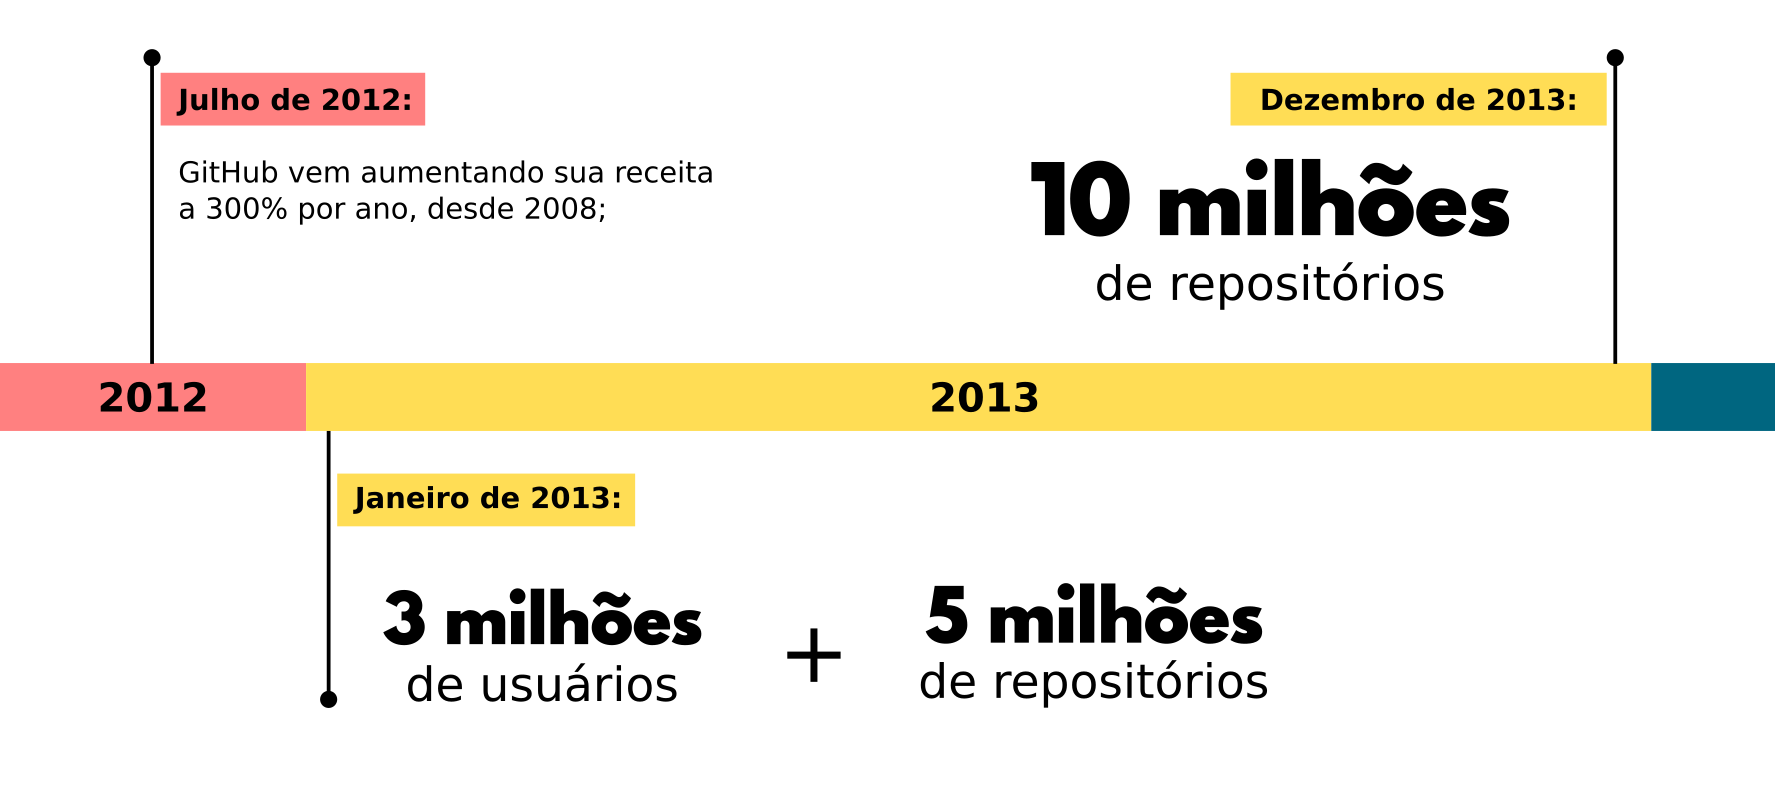 Julho de 2012:
GitHub vem aumentando sua receita
a 300% por ano, desde 2008;
Dezembro de 2013:
10 milhões
de repositórios
2012
2013
Janeiro de 2013:
3 milhões
de usuários
+
5 milhões
de repositórios